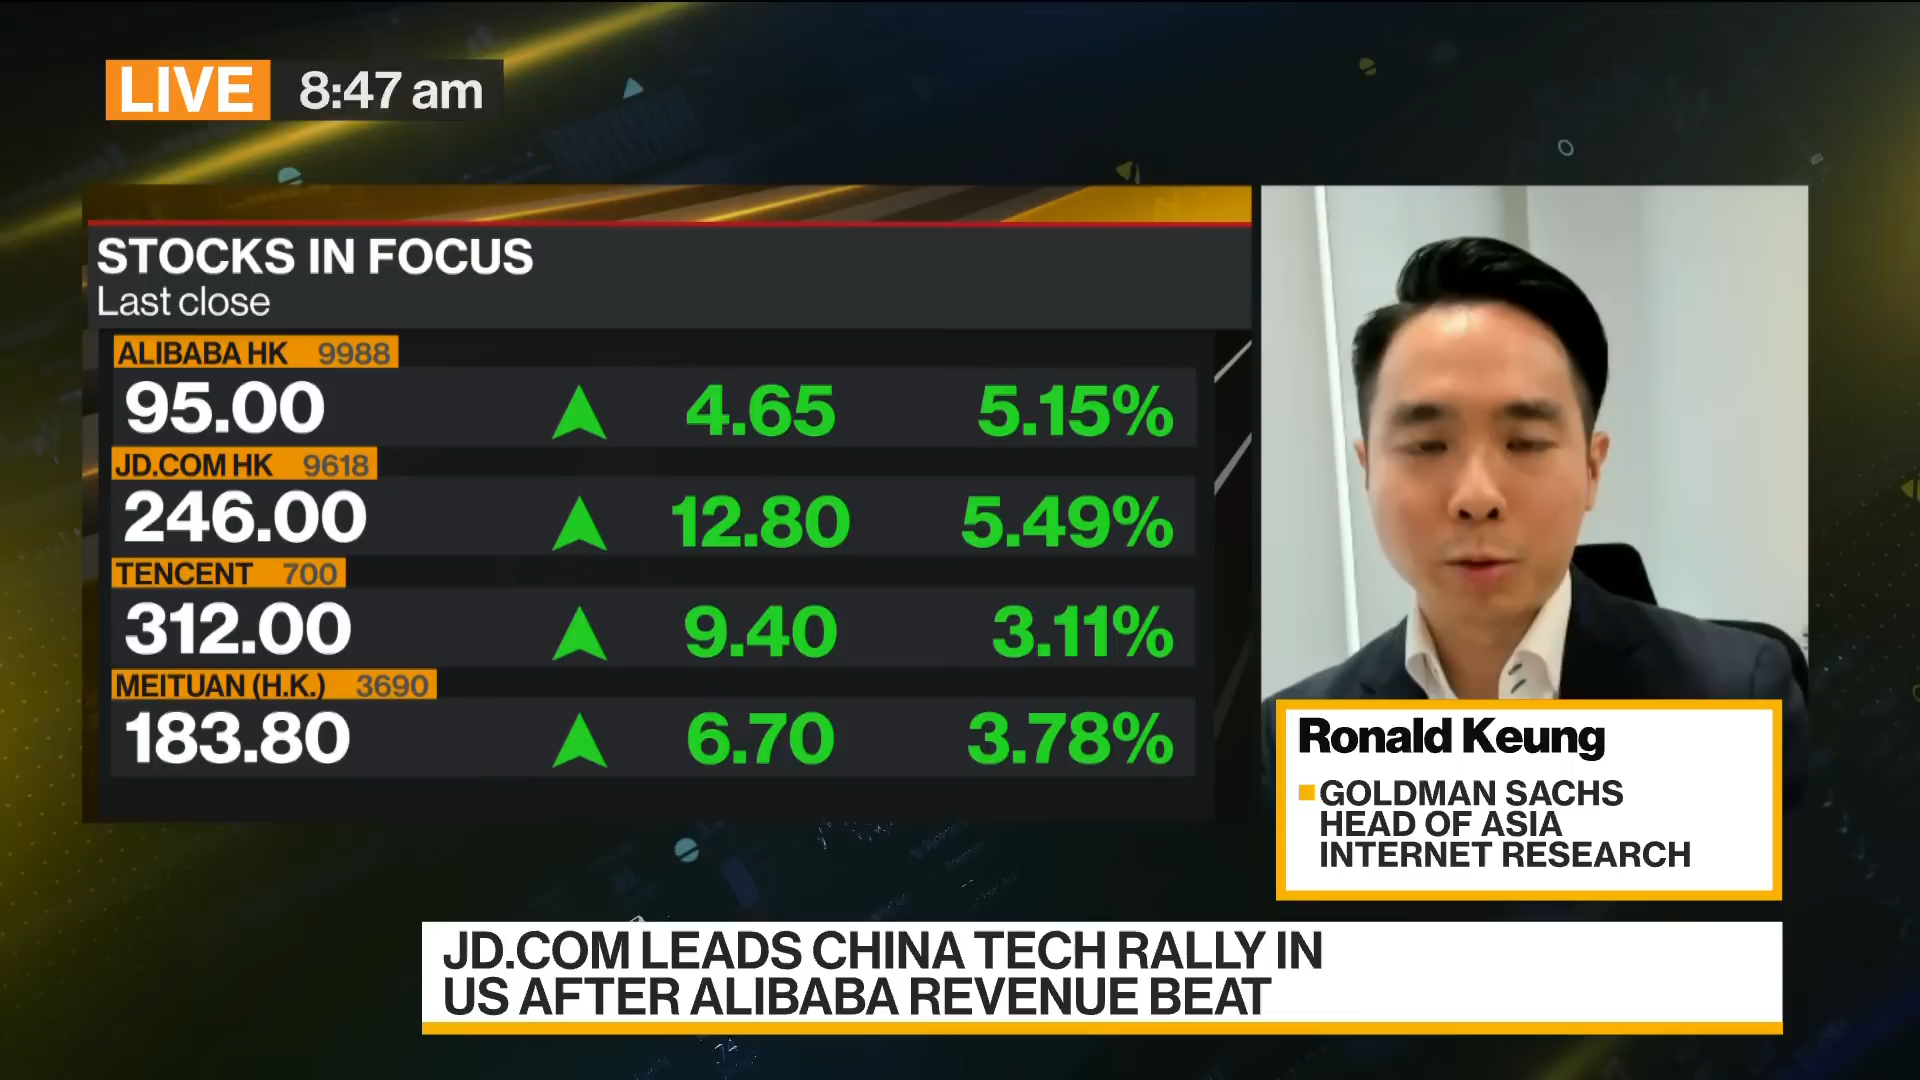 LIVE 8:47 am
STOCKS IN FOCUS
Last close
ALIBABA HK 9988
95.00 4.65 5.15%
JD.COM HK 9618
246.00 12.80 5.49%
TENCENT 700
312.00 9.40 3.11%
MEITUAN (H.K.) 3690
183.80 6.70 3.78%
Ronald Keung
GOLDMAN SACHS
HEAD OF ASIA
INTERNET RESEARCH
JD.COM LEADS CHINA TECH RALLY IN
US AFTER ALIBABA REVENUE BEAT